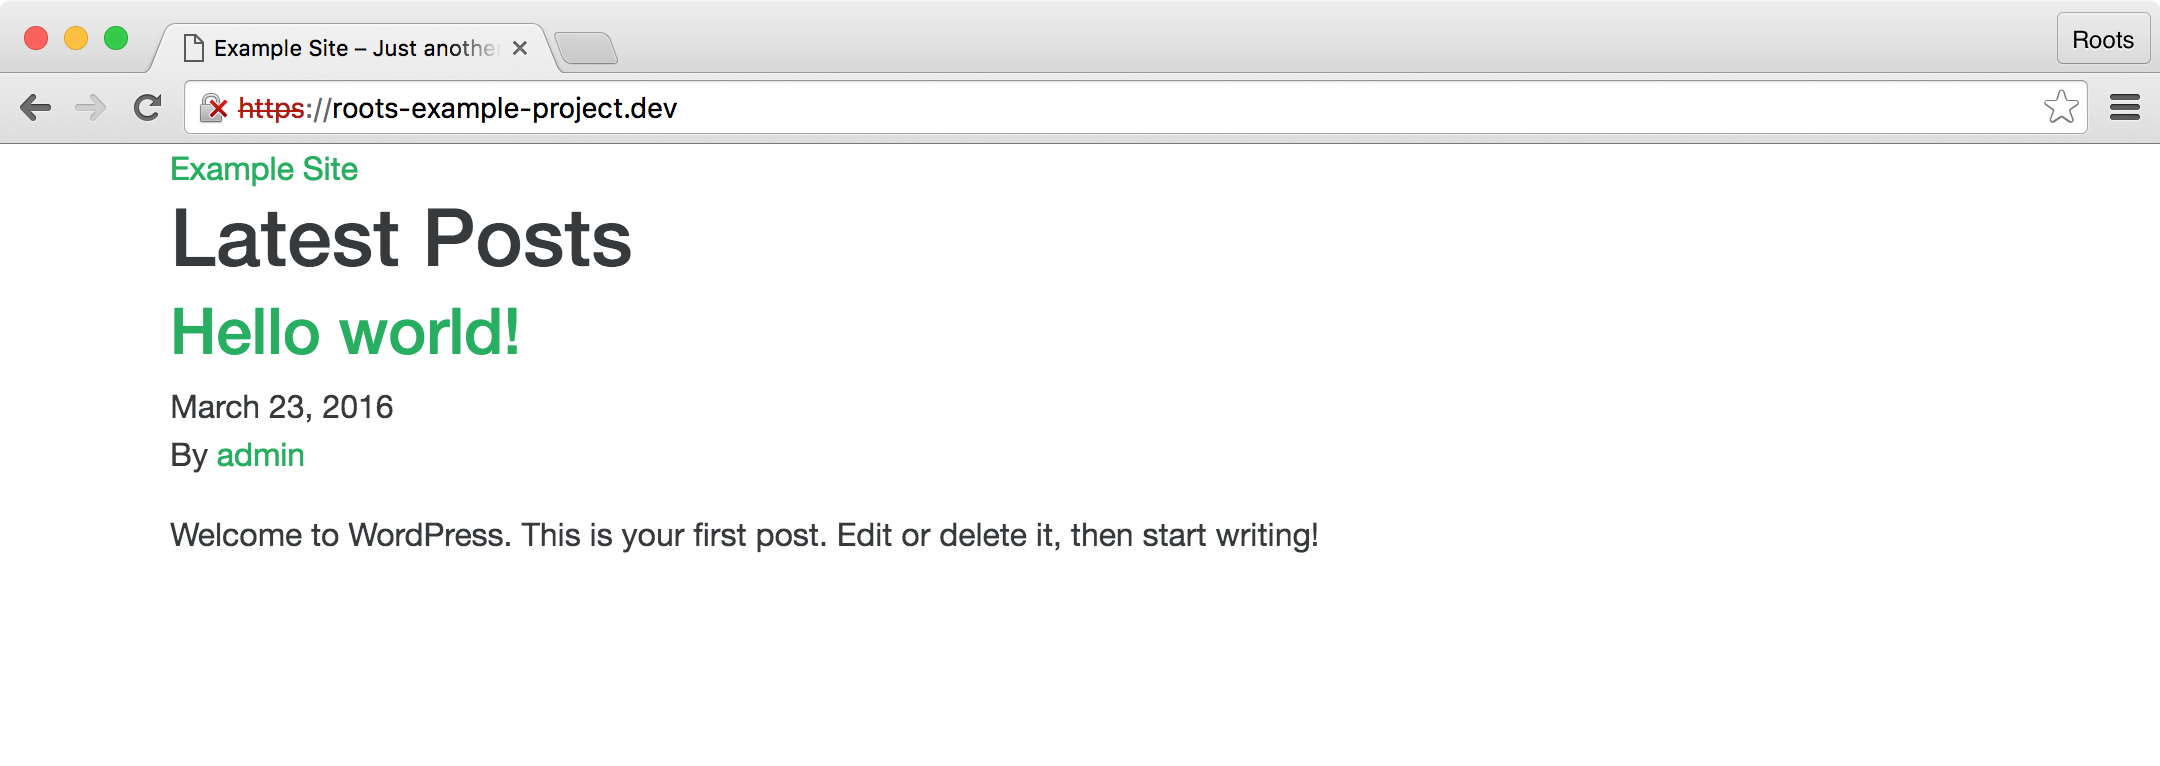 Example Site – Just anothe
Roots
https://roots-example-project.dev
Example Site
Latest Posts
Hello world!
March 23, 2016
By admin
Welcome to WordPress. This is your first post. Edit or delete it, then start writing!